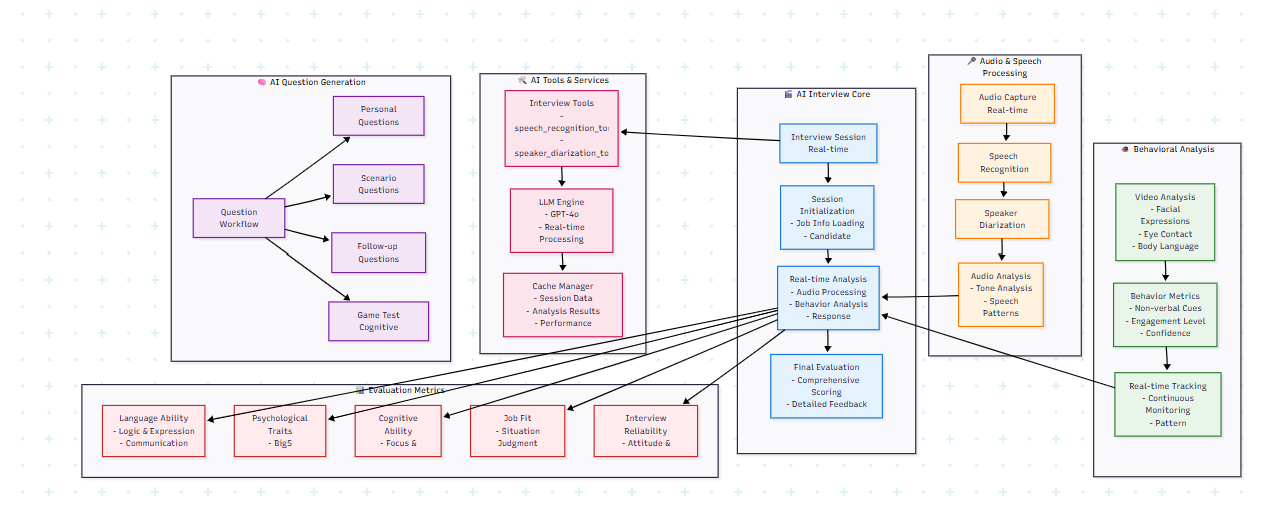 AI Question Generation
Personal
Questions
Scenario
Questions
Question
Workflow
Follow-up
Questions
Game Test
Cognitive
AI Tools & Services
Interview Tools
-
speech_recognition_to
-
speaker_diarization_to
LLM Engine
- GPT-4o
- Real-time
Processing
Cache Manager
- Session Data
- Analysis Results
- Performance
AI Interview Core
Interview Session
Real-time
Session
Initialization
- Job Info Loading
- Candidate
Real-time Analysis
- Audio Processing
- Behavior Analysis
- Response
Final Evaluation
- Comprehensive
Scoring
- Detailed Feedback
Audio & Speech
Processing
Audio Capture
Real-time
Speech
Recognition
Speaker
Diarization
Audio Analysis
- Tone Analysis
- Speech
Patterns
Behavioral Analysis
Video Analysis
- Facial
Expressions
- Eye Contact
- Body Language
Behavior Metrics
- Non-verbal Cues
- Engagement Level
- Confidence
Real-time Tracking
- Continuous
Monitoring
- Pattern
Evaluation Metrics
Language Ability
- Logic & Expression
- Communication
Psychological
Traits
- Big5
Cognitive
Ability
- Focus &
Job Fit
- Situation
Judgment
Interview
Reliability
- Attitude &